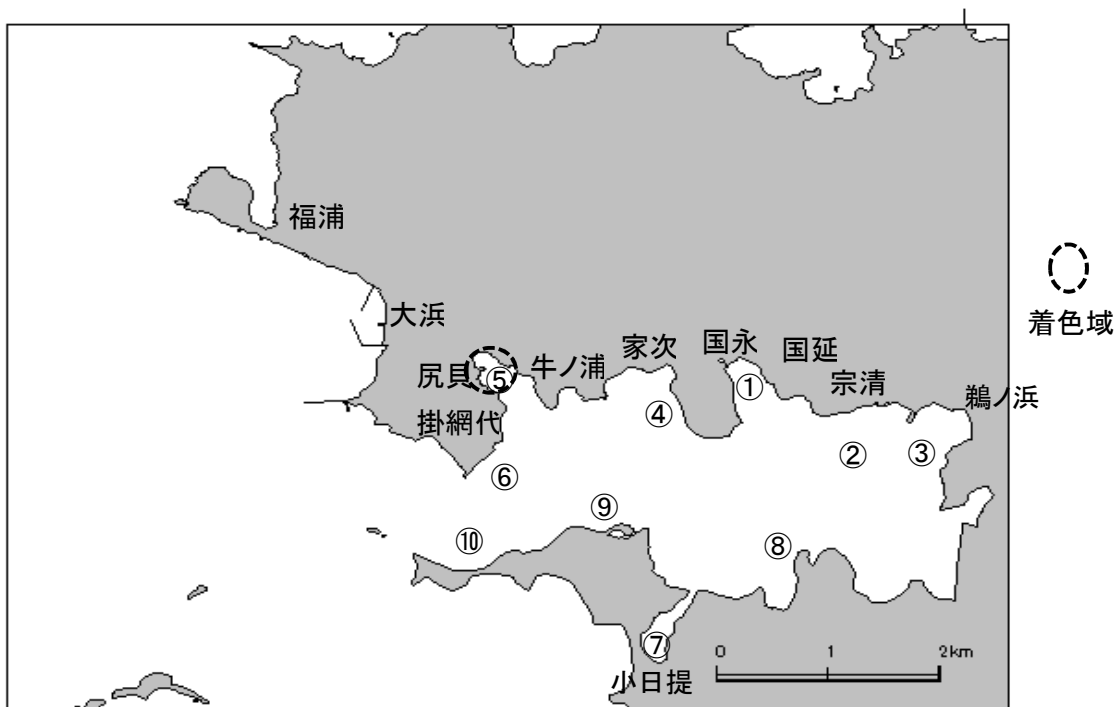 福浦
大浜
着色域
家次
国永
国延
尻貝
⑤
牛ノ浦
①
宗清
鵜ノ浜
掛網代
④
②
③
⑥
⑨
⑩
⑧
⑦
0 1 2km
小日提